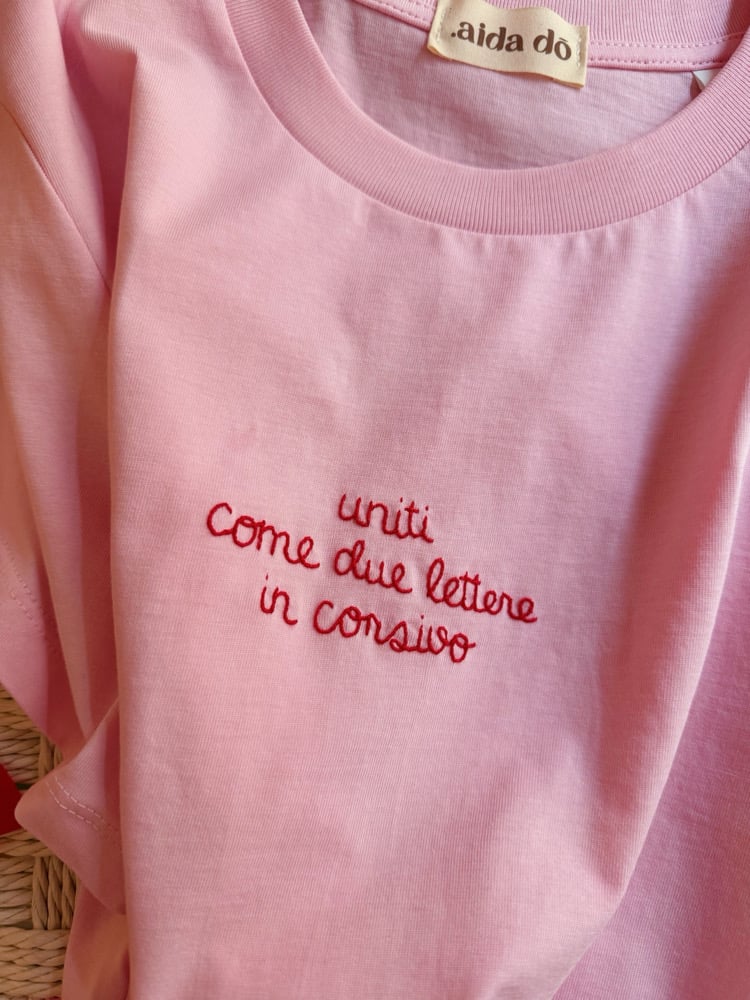 .aida dō
uniti
come due lettere
in corsivo